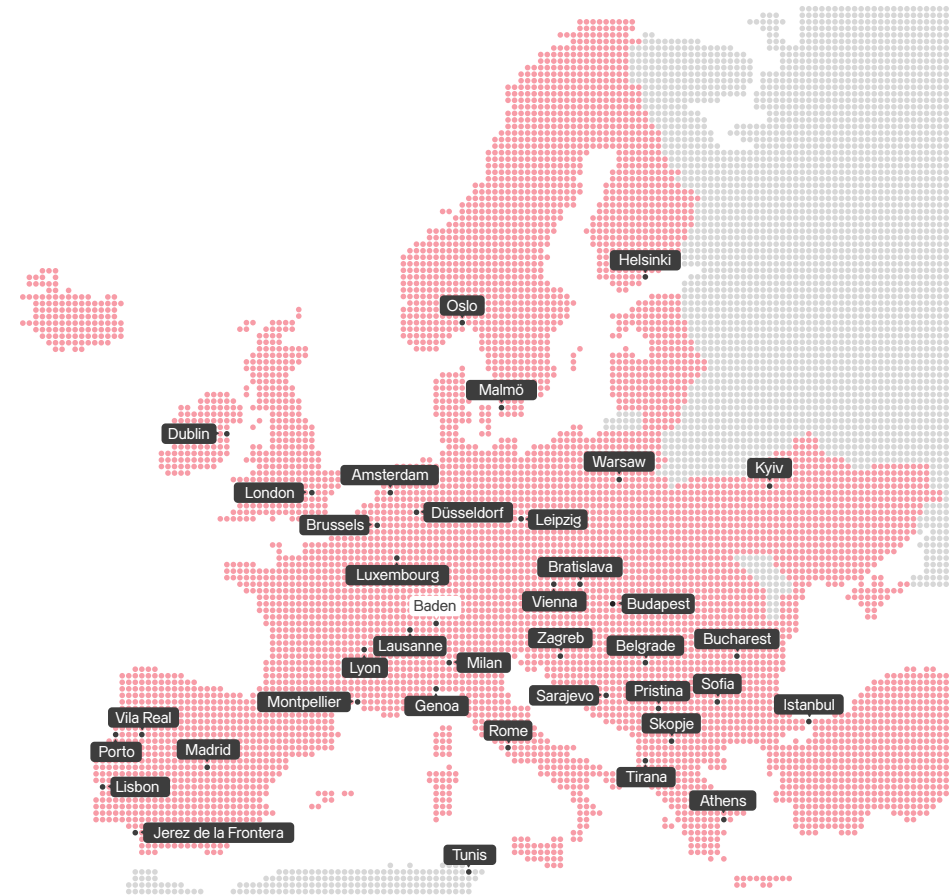 Helsinki
Oslo
Malmö
Dublin
Warsaw
Kyiv
Amsterdam
London
Düsseldorf
Leipzig
Brussels
Bratislava
Luxembourg
Vienna
Budapest
Baden
Zagreb
Bucharest
Lausanne
Belgrade
Lyon
Milan
Sofia
Pristina
Sarajevo
Montpellier
Genoa
Istanbul
Vila Real
Skopje
Rome
Porto
Madrid
Tirana
Lisbon
Athens
Jerez de la Frontera
Tunis